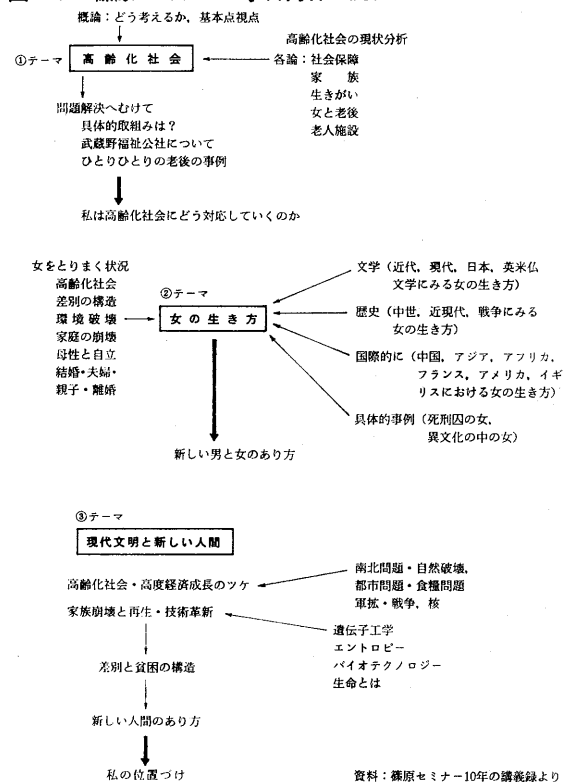 概論：どう考えるか，基本点視点
①テーマ
高齢化社会
高齢化社会の現状分析
各論：社会保障
家族
生きがい
女と老後
老人施設
問題解決へむけて
具体的取組みは？
武蔵野福祉公社について
ひとりひとりの老後の事例
私は高齢化社会にどう対応していくのか
女をとりまく状況
高齢化社会
差別の構造
環境破壊
家庭の崩壊
母性と自立
結婚・夫婦・
親子・離婚
②テーマ
女の生き方
文学（近代，現代，日本，英米仏
文学にみる女の生き方）
歴史（中世，近現代，戦争にみる
女の生き方）
国際的に（中国，アジア，アフリカ，
フランス，アメリカ，イギ
リスにおける女の生き方）
具体的事例（死刑囚の女，
異文化の中の女）
新しい男と女のあり方
③テーマ
現代文明と新しい人間
高齢化社会・高度経済成長のツケ
家族崩壊と再生・技術革新
南北問題・自然破壊，
都市問題・食糧問題
軍拡・戦争，核
遺伝子工学
エントロピー
バイオテクノロジー
生命とは
差別と貧困の構造
新しい人間のあり方
私の位置づけ
資料：篠原セミナー10年の講義録より